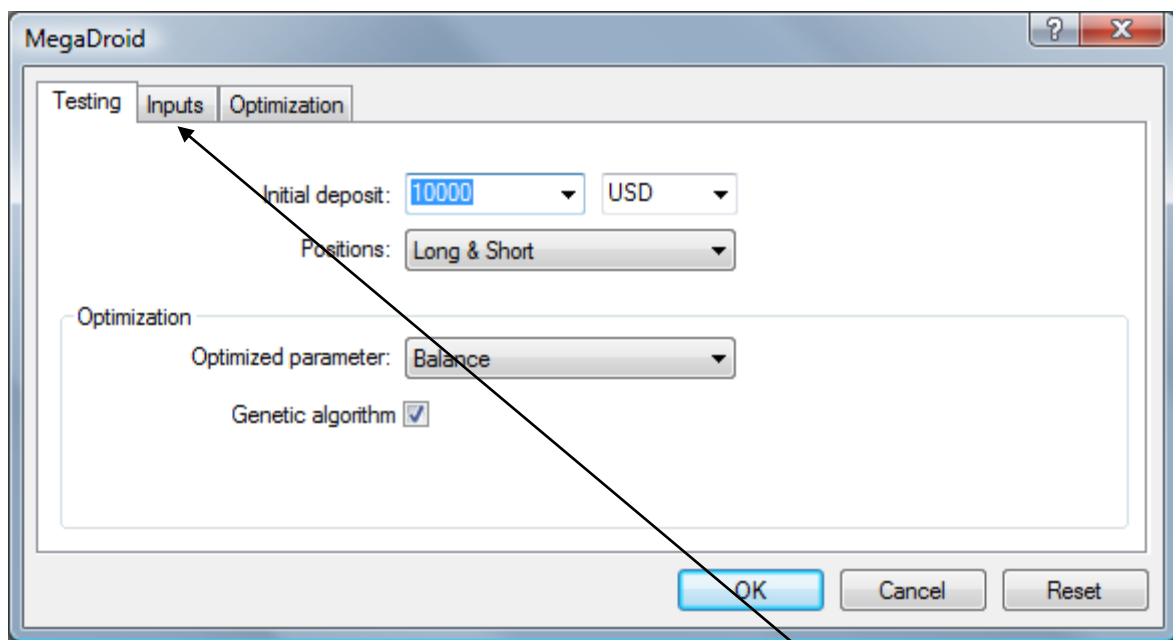 MegaDroid
Testing Inputs Optimization
Initial deposit: 10000 USD
Positions: Long & Short
Optimization
Optimized parameter: Balance
Genetic algorithm
OK Cancel Reset